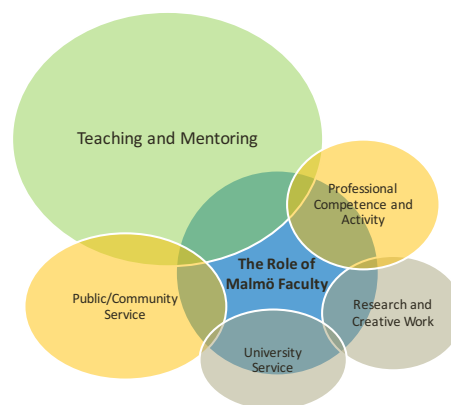 Teaching and Mentoring
Professional
Competence and
Activity
The Role of
Malmö Faculty
Public/Community
Service
Research and
Creative Work
University
Service